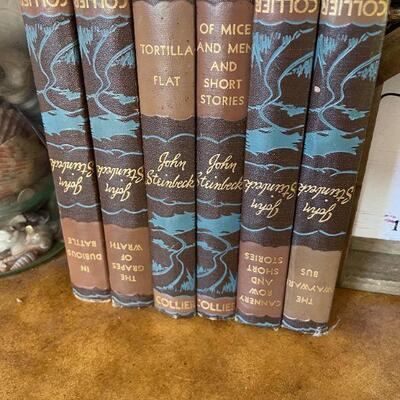 IN
DUBIOUS
BATTLE
John
Steinbeck
COLLIER
THE
GRAPES
OF
WRATH
John
Steinbeck
COLLIER
TORTILLA
FLAT
John
Steinbeck
COLLIER
OF MICE
AND MEN
AND
SHORT
STORIES
John
Steinbeck
COLLIER
CANNERY
ROW
AND
SHORT
STORIES
John
Steinbeck
COLLIER
THE
WAYWARD
BUS
John
Steinbeck
COLLIER